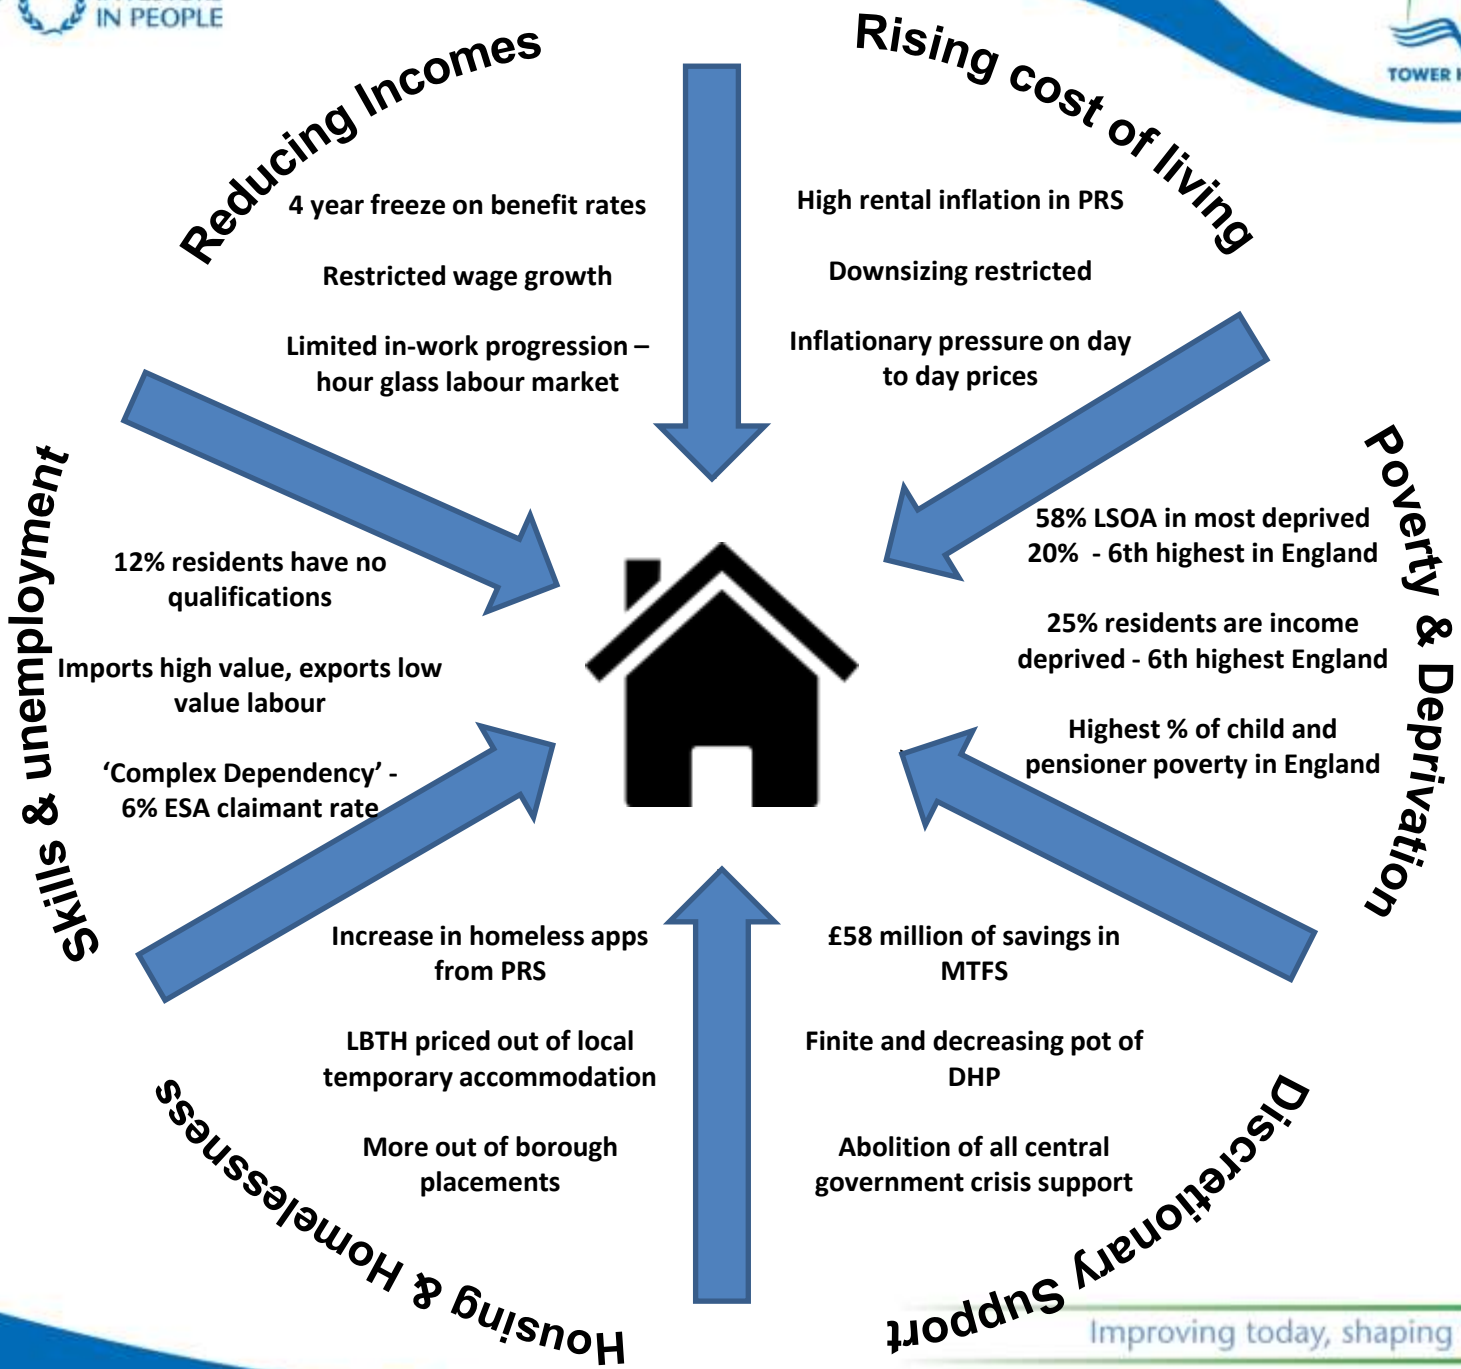 IN PEOPLE
TOWER
Reducing Incomes
4 year freeze on benefit rates
Restricted wage growth
Limited in-work progression –
hour glass labour market
Rising cost of living
High rental inflation in PRS
Downsizing restricted
Inflationary pressure on day
to day prices
Skills & unemployment
12% residents have no
qualifications
Imports high value, exports low
value labour
‘Complex Dependency’ -
6% ESA claimant rate
Poverty & Deprivation
58% LSOA in most deprived
20% - 6th highest in England
25% residents are income
deprived - 6th highest England
Highest % of child and
pensioner poverty in England
Housing & Homelessness
Increase in homeless apps
from PRS
LBTH priced out of local
temporary accommodation
More out of borough
placements
Discretionary Support
£58 million of savings in
MTFS
Finite and decreasing pot of
DHP
Abolition of all central
government crisis support
Improving today, shaping